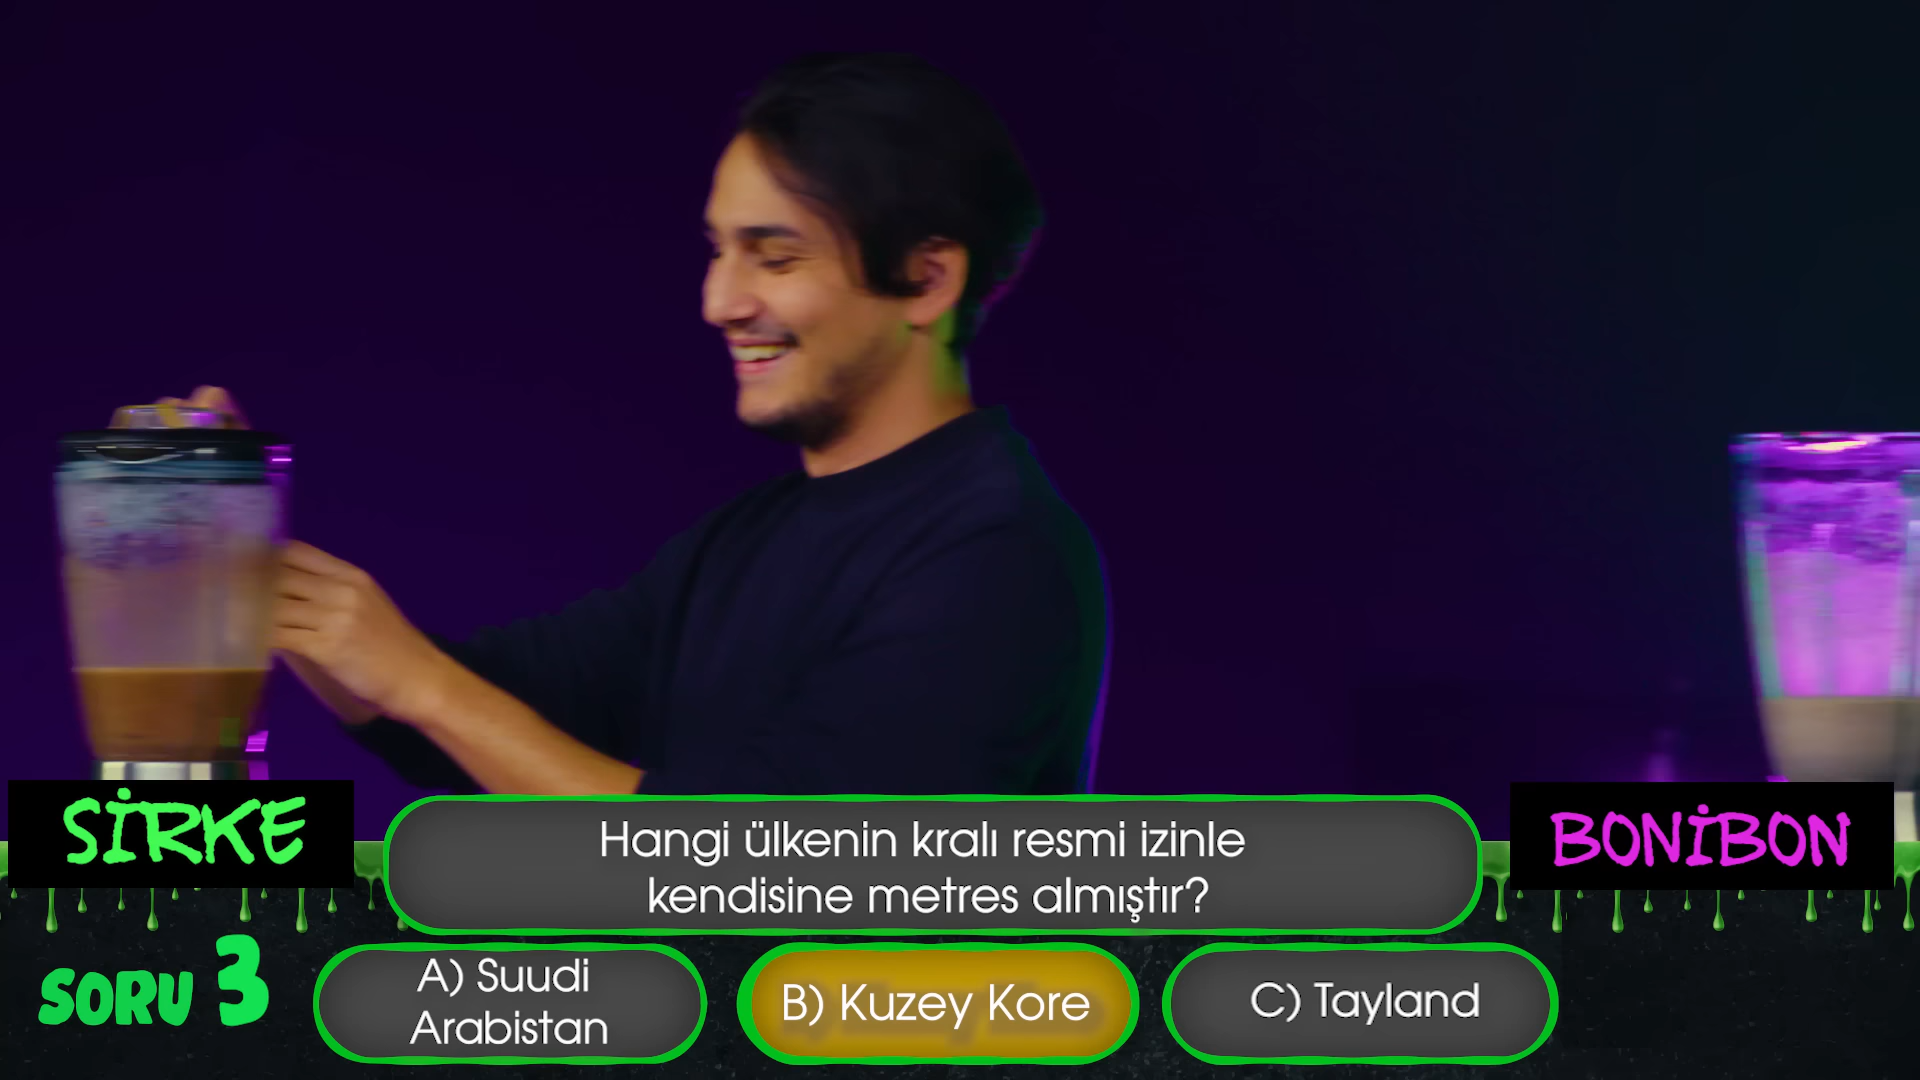 SİRKE
Hangi ülkenin kralı resmi izinle
kendisine metres almıştır?
BONİBON
SORU 3
A) Suudi
Arabistan
B) Kuzey Kore
C) Tayland